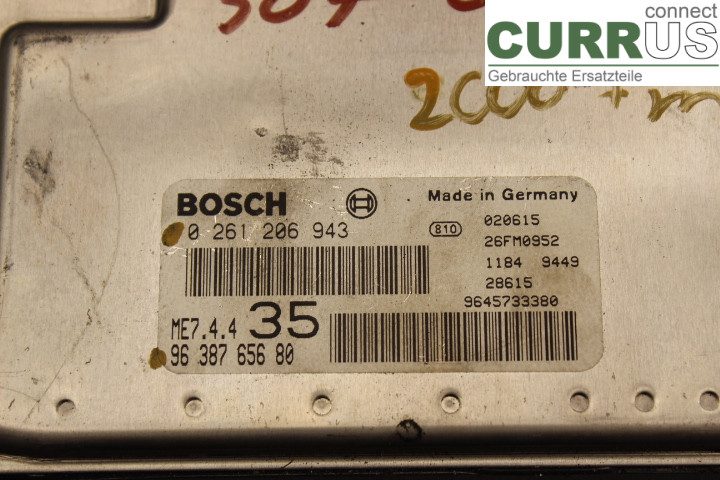 connect
CURRUS
Gebrauchte Ersatzteile
307
BOSCH
Made in Germany
0 261 206 943
810
020615
26FM0952
1184 9449
28615
9645733380
ME7.4.4 35
96 387 656 80